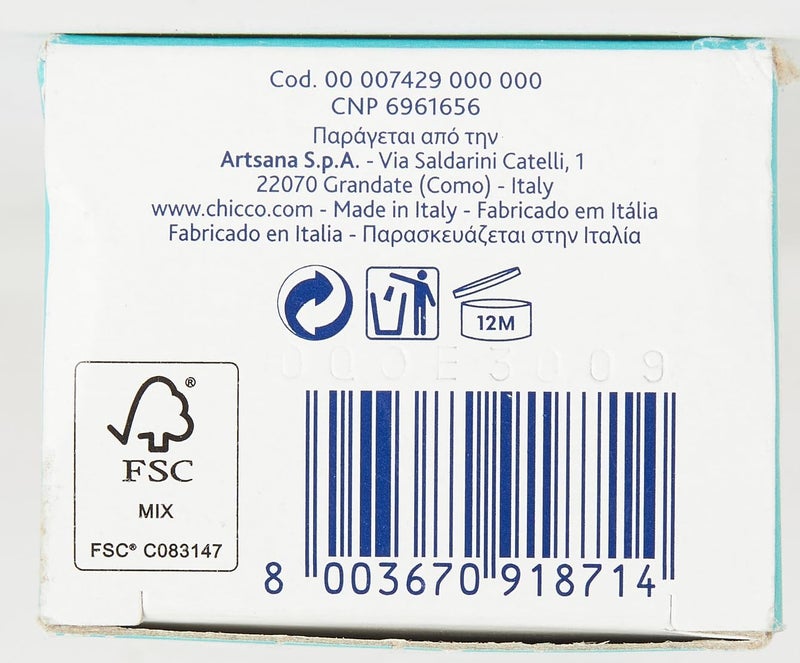 Cod. 00 007429 000 000
CNP 6961656
Παράγεται από την
Artsana S.p.A. - Via Saldarini Catelli, 1
22070 Grandate (Como) - Italy
www.chicco.com - Made in Italy - Fabricado em Itália
Fabricado en Italia - Παρασκευάζεται στην Ιταλία
12M
®
FSC
MIX
FSC® C083147
8 003670 918714